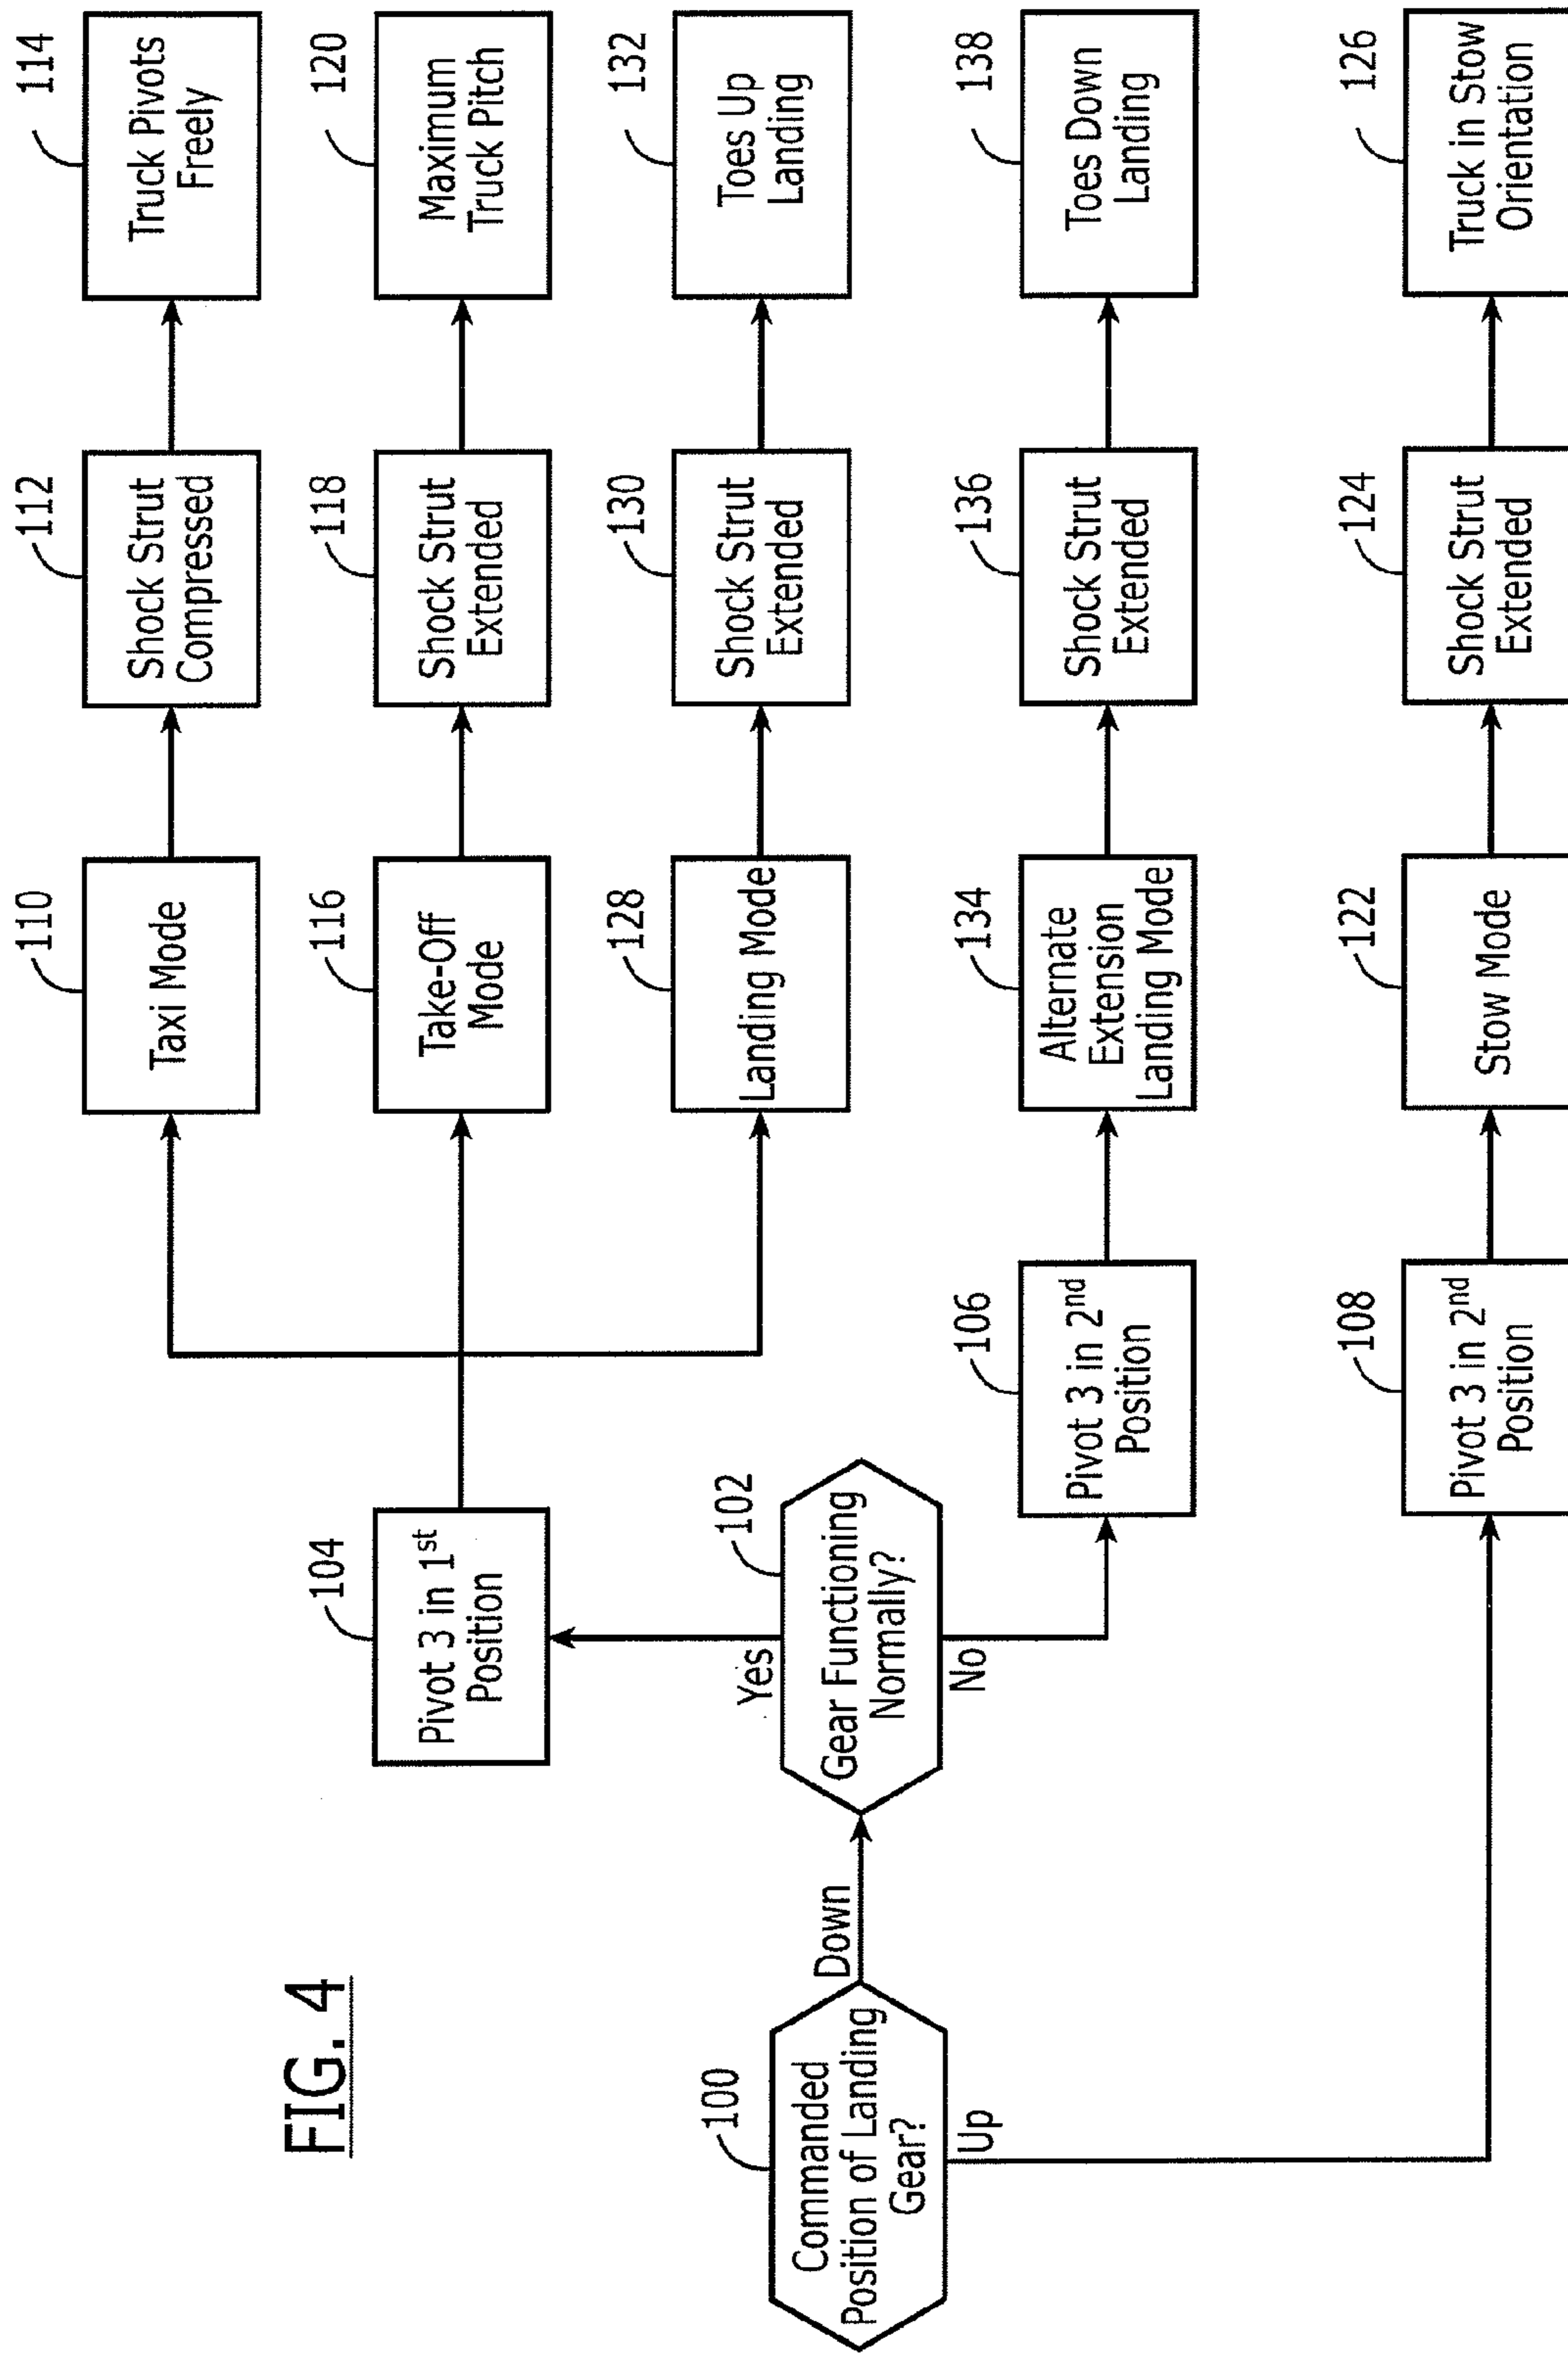 FIG. 4
100
Commanded
Position of Landing
Gear?
Down
Up
102
Gear Functioning
Normally?
Yes
No
104
Pivot 3 in 1st
Position
110
Taxi Mode
112
Shock Strut
Compressed
114
Truck Pivots
Freely
116
Take-Off
Mode
118
Shock Strut
Extended
120
Maximum
Truck Pitch
128
Landing Mode
130
Shock Strut
Extended
132
Toes Up
Landing
106
Pivot 3 in 2nd
Position
134
Alternate
Extension
Landing Mode
136
Shock Strut
Extended
138
Toes Down
Landing
108
Pivot 3 in 2nd
Position
122
Stow Mode
124
Shock Strut
Extended
126
Truck in Stow
Orientation